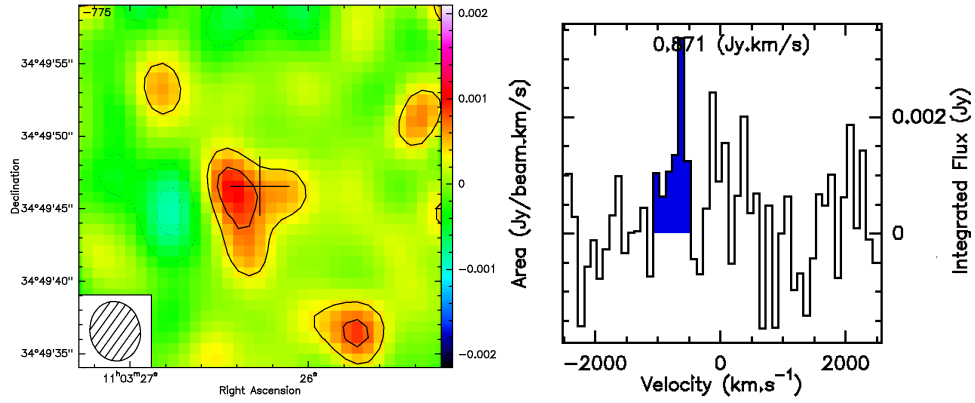 -775
34°49'55"
34°49'50"
34°49'45"
34°49'40"
34°49'35"
Declination
11ʰ03ᵐ27ˢ
26ˢ
Right Ascension
0.002
0.001
0
−0.001
−0.002
Area (Jy/beam.km/s)
0.871 (Jy.km/s)
0.002
0
Integrated Flux (Jy)
−2000
0
2000
Velocity (km.s⁻¹)